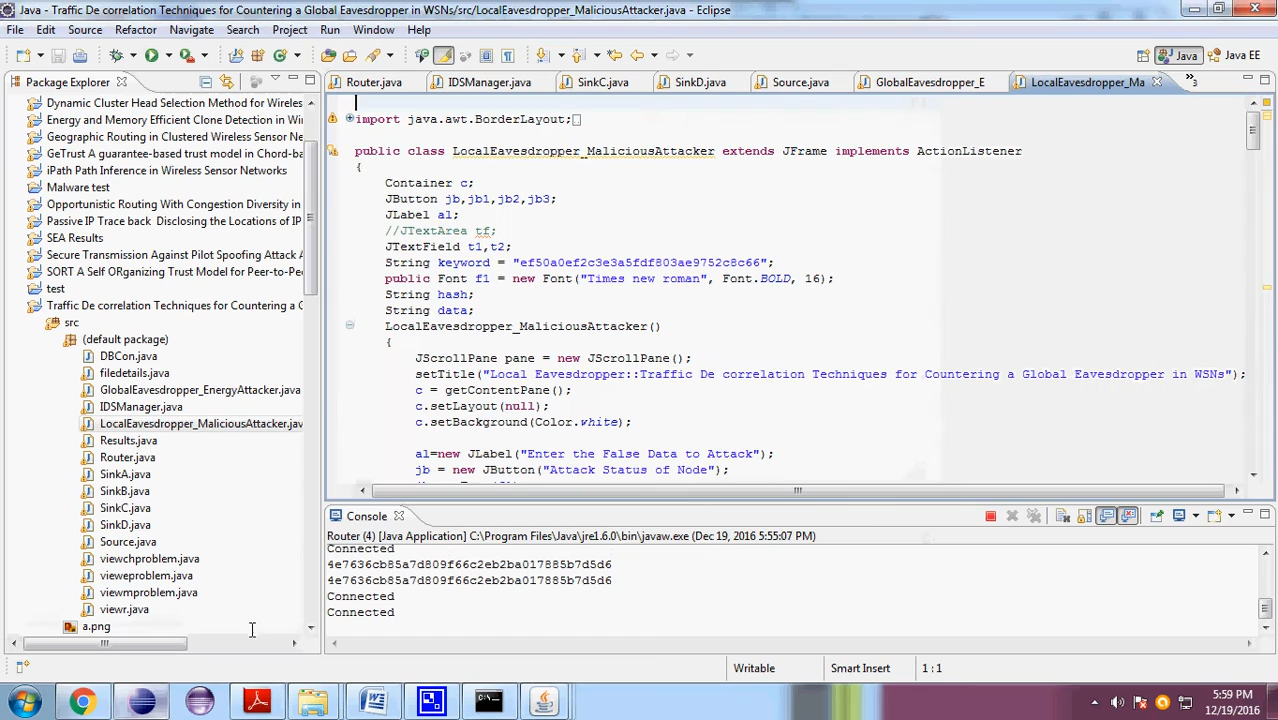 Java - Traffic De correlation Techniques for Countering a Global Eavesdropper in WSNs/src/LocalEavesdropper_MaliciousAttacker.java - Eclipse
File Edit Source Refactor Navigate Search Project Run Window Help
Java Java EE
Package Explorer
Router.java IDSManager.java SinkC.java SinkD.java Source.java GlobalEavesdropper_E LocalEavesdropper_Ma 3
Dynamic Cluster Head Selection Method for Wireles
Energy and Memory Efficient Clone Detection in Wir
Geographic Routing in Clustered Wireless Sensor Ne
GeTrust A guarantee-based trust model in Chord-ba
iPath Path Inference in Wireless Sensor Networks
Malware test
Opportunistic Routing With Congestion Diversity in
Passive IP Trace back Disclosing the Locations of IP
SEA Results
Secure Transmission Against Pilot Spoofing Attack A
SORT A Self ORganizing Trust Model for Peer-to-Pe
test
Traffic De correlation Techniques for Countering a G
src
(default package)
DBCon.java
filedetails.java
GlobalEavesdropper_EnergyAttacker.java
IDSManager.java
LocalEavesdropper_MaliciousAttacker.jav
Results.java
Router.java
SinkA.java
SinkB.java
SinkC.java
SinkD.java
Source.java
viewchproblem.java
vieweproblem.java
viewmproblem.java
viewr.java
a.png
import java.awt.BorderLayout;
public class LocalEavesdropper_MaliciousAttacker extends JFrame implements ActionListener
{
Container c;
JButton jb,jb1,jb2,jb3;
JLabel al;
//JTextArea tf;
JTextField t1,t2;
String keyword = "ef50a0ef2c3e3a5fdf803ae9752c8c66";
public Font f1 = new Font("Times new roman", Font.BOLD, 16);
String hash;
String data;
LocalEavesdropper_MaliciousAttacker()
{
JScrollPane pane = new JScrollPane();
setTitle("Local Eavesdropper::Traffic De correlation Techniques for Countering a Global Eavesdropper in WSNs");
c = getContentPane();
c.setLayout(null);
c.setBackground(Color.white);
al=new JLabel("Enter the False Data to Attack");
jb = new JButton("Attack Status of Node");
Console
Router (4) [Java Application] C:\Program Files\Java\jre1.6.0\bin\javaw.exe (Dec 19, 2016 5:55:07 PM)
Connected
4e7636cb85a7d809f66c2eb2ba017885b7d5d6
4e7636cb85a7d809f66c2eb2ba017885b7d5d6
Connected
Connected
Writable Smart Insert 1 : 1
5:59 PM
12/19/2016